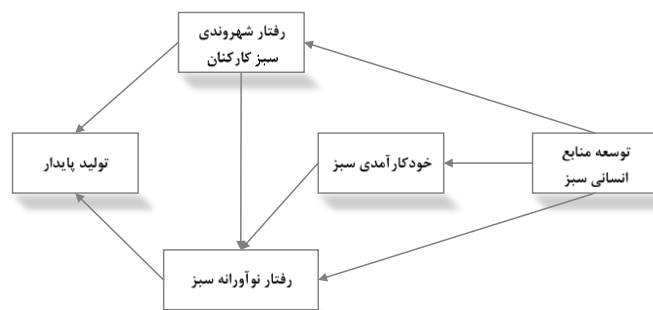 رفتار شهروندی
سبز کارکنان
توسعه منابع
انسانی سبز
خودکارآمدی سبز
تولید پایدار
رفتار نوآورانه سبز